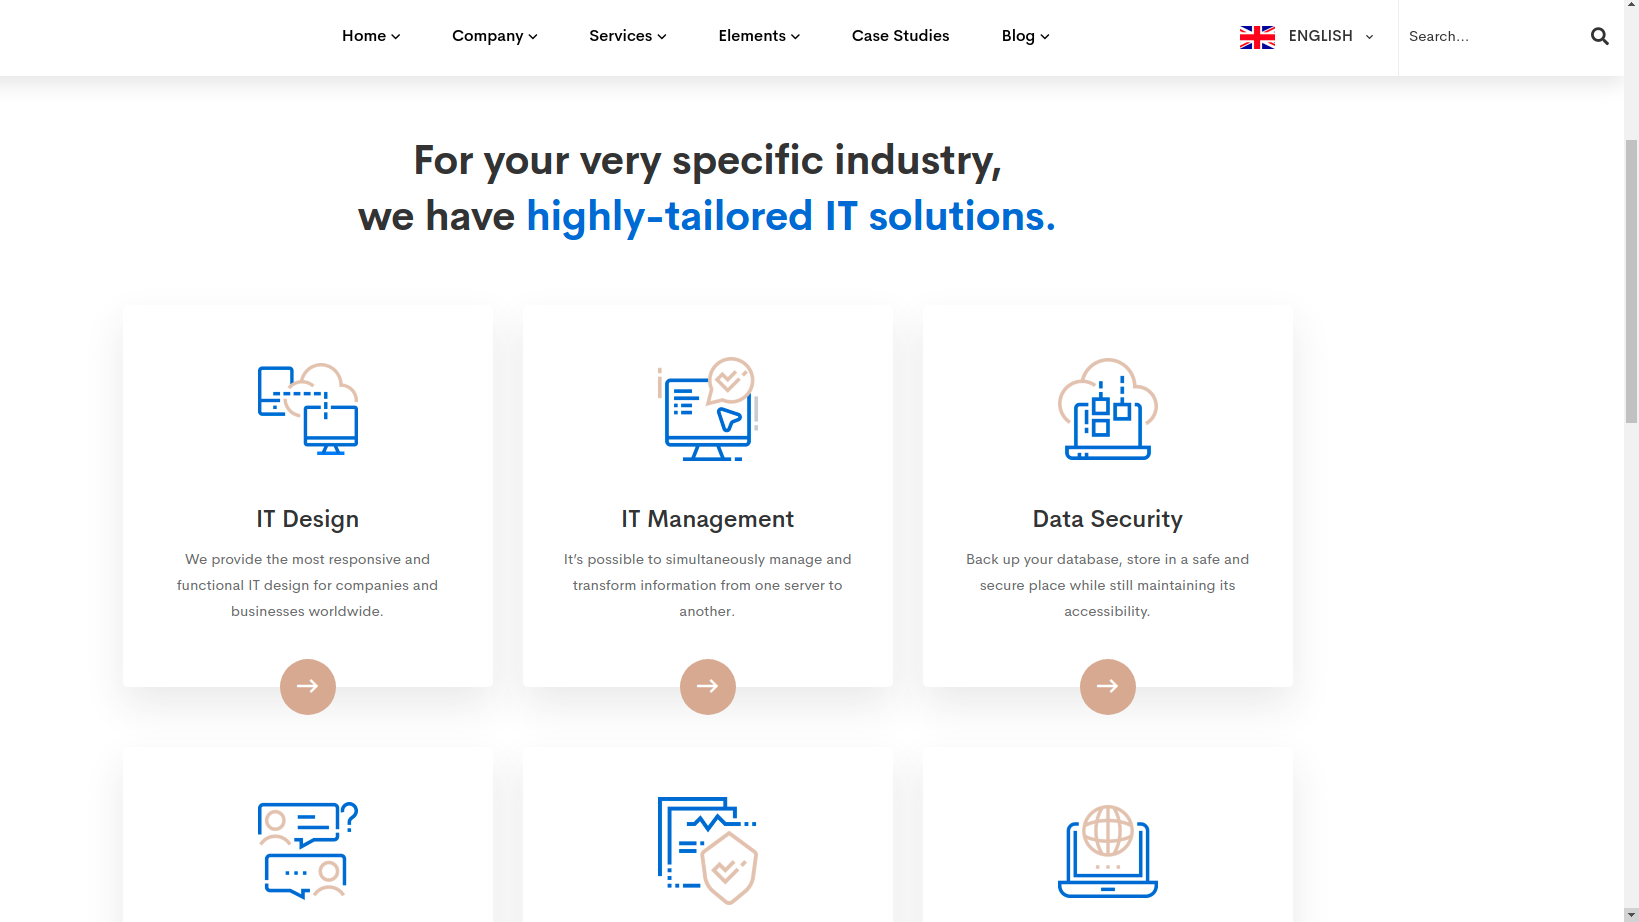 Home
Company
Services
Elements
Case Studies
Blog
ENGLISH
Search...
For your very specific industry,
we have highly-tailored IT solutions.
IT Design
We provide the most responsive and
functional IT design for companies and
businesses worldwide.
IT Management
It’s possible to simultaneously manage and
transform information from one server to
another.
Data Security
Back up your database, store in a safe and
secure place while still maintaining its
accessibility.